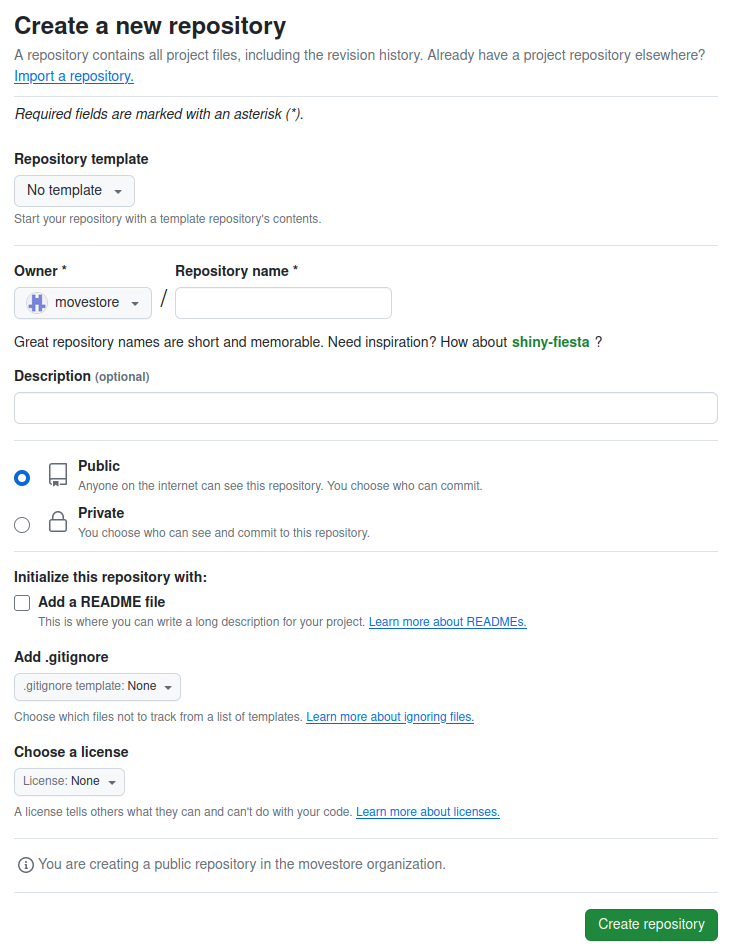 Create a new repository
A repository contains all project files, including the revision history. Already have a project repository elsewhere?
Import a repository.
Required fields are marked with an asterisk (*).
Repository template
No template
Start your repository with a template repository's contents.
Owner * Repository name *
movestore /
Great repository names are short and memorable. Need inspiration? How about shiny-fiesta ?
Description (optional)
Public
Anyone on the internet can see this repository. You choose who can commit.
Private
You choose who can see and commit to this repository.
Initialize this repository with:
Add a README file
This is where you can write a long description for your project. Learn more about READMEs.
Add .gitignore
.gitignore template: None
Choose which files not to track from a list of templates. Learn more about ignoring files.
Choose a license
License: None
A license tells others what they can and can't do with your code. Learn more about licenses.
You are creating a public repository in the movestore organization.
Create repository